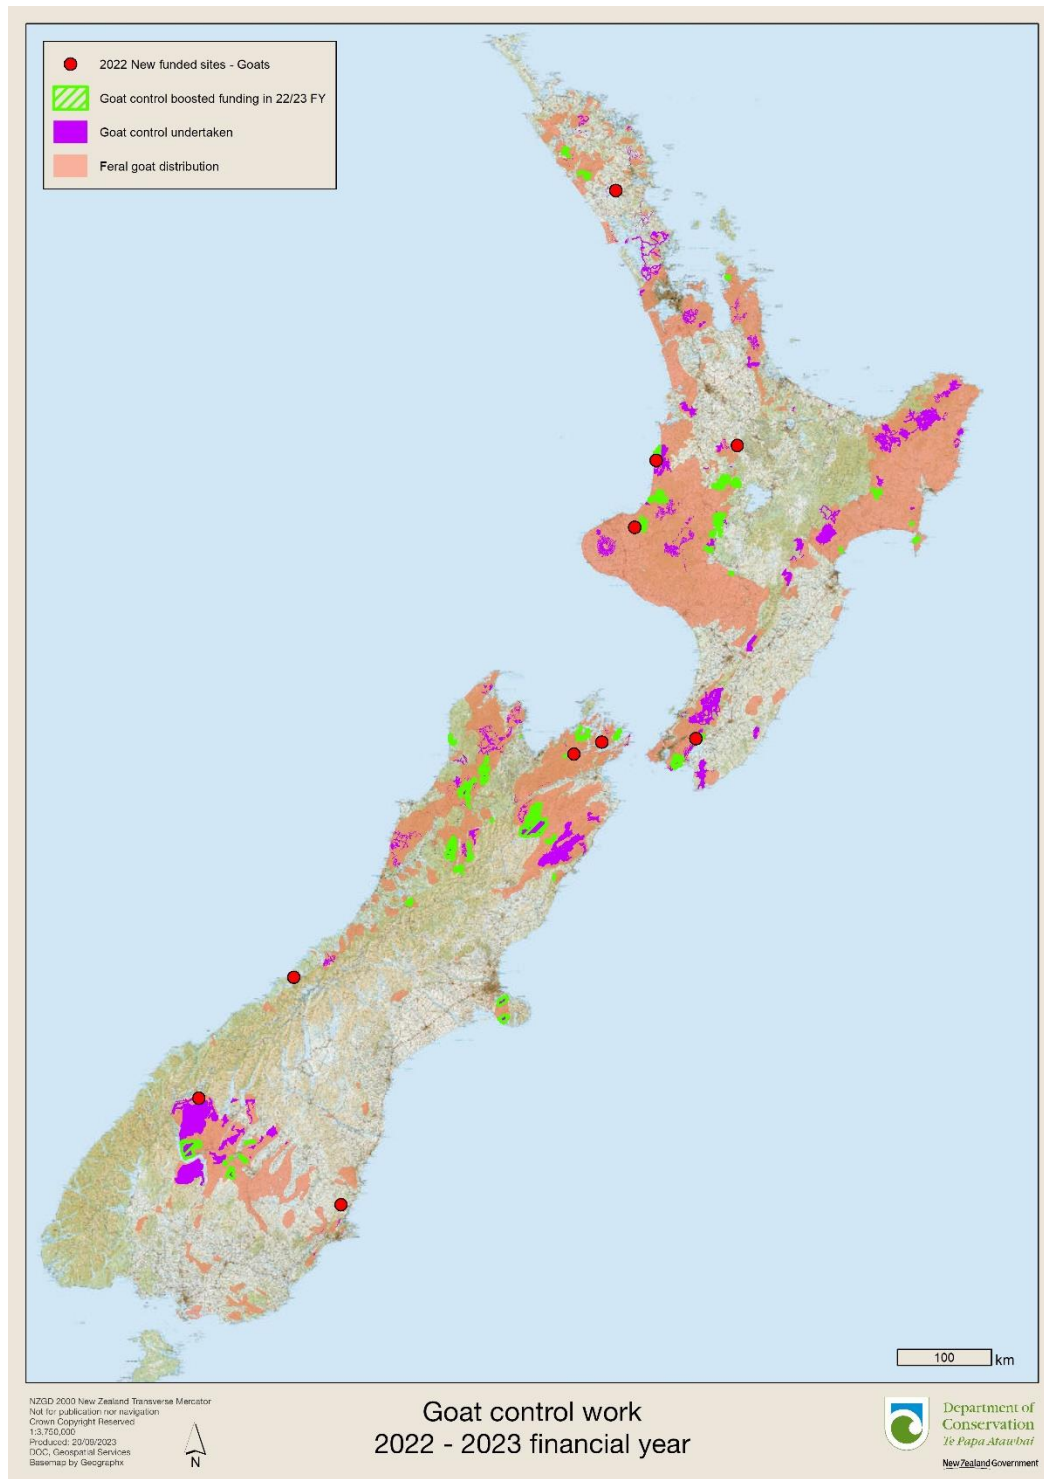 2022 New funded sites - Goats
Goat control boosted funding in 22/23 FY
Goat control undertaken
Feral goat distribution
100 km
NZGD 2000 New Zealand Transverse Mercator
Not for publication nor navigation
Crown Copyright Reserved
1:3,750,000
Produced: 20/09/2023
DOC, Geospatial Services
Basemap by Geographx
N
Goat control work
2022 - 2023 financial year
Department of
Conservation
Te Papa Atawhai
New Zealand Government